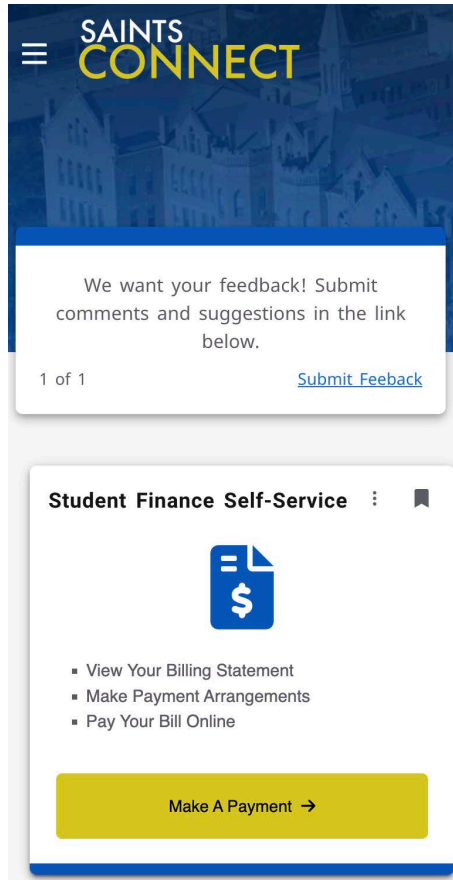 SAINTS
CONNECT
We want your feedback! Submit
comments and suggestions in the link
below.
1 of 1
Submit Feeback
Student Finance Self-Service
$
▪ View Your Billing Statement
▪ Make Payment Arrangements
▪ Pay Your Bill Online
Make A Payment →